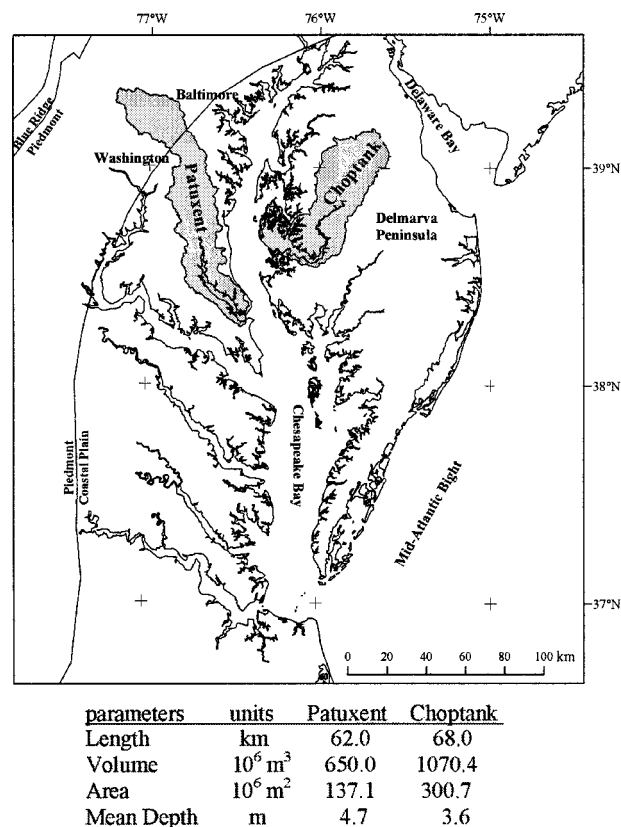 77°W 76°W 75°W
Blue Ridge
Piedmont
Baltimore
Delaware Bay
Washington
Patuxent
Choptank
39°N
Delmarva
Peninsula
38°N
Piedmont
Coastal Plain
Chesapeake Bay
Mid-Atlantic Bight
37°N
0 20 40 60 80 100 km
parameters units Patuxent Choptank
Length km 62.0 68.0
Volume 10⁶ m³ 650.0 1070.4
Area 10⁶ m² 137.1 300.7
Mean Depth m 4.7 3.6